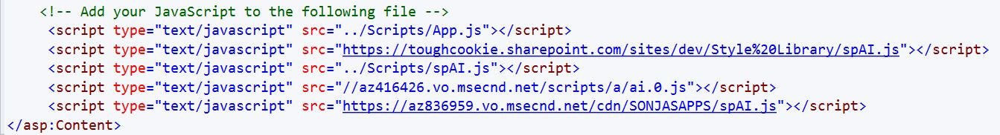 <!-- Add your JavaScript to the following file -->
<script type="text/javascript" src="../Scripts/App.js"></script>
<script type="text/javascript" src="https://toughcookie.sharepoint.com/sites/dev/Style%20Library/spAI.js"></script>
<script type="text/javascript" src="../Scripts/spAI.js"></script>
<script type="text/javascript" src="//az416426.vo.msecnd.net/scripts/a/ai.0.js"></script>
<script type="text/javascript" src="https://az836959.vo.msecnd.net/cdn/SONJASAPPS/spAI.js"></script>
</asp:Content>